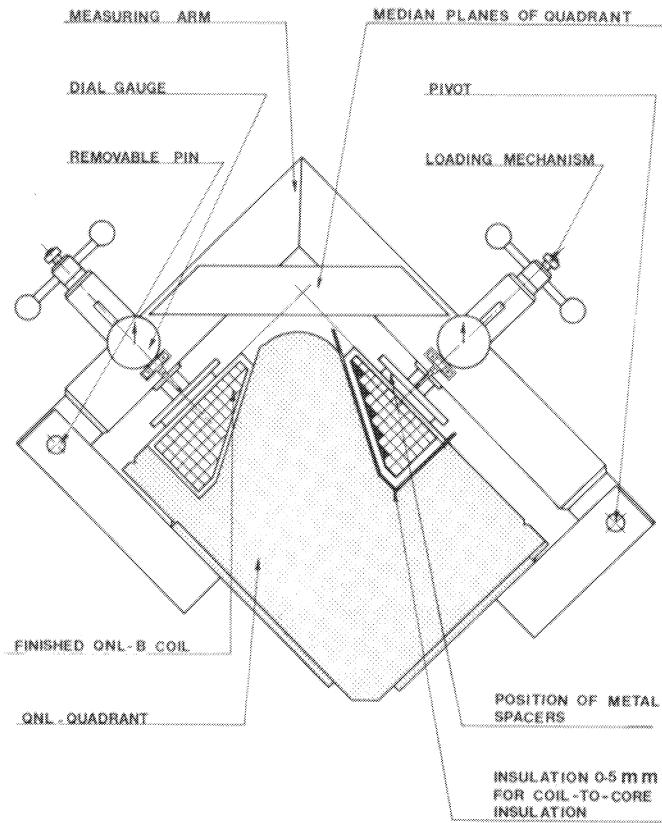 MEASURING ARM
MEDIAN PLANES OF QUADRANT
DIAL GAUGE
PIVOT
REMOVABLE PIN
LOADING MECHANISM
FINISHED QNL-B COIL
QNL-QUADRANT
POSITION OF METAL
SPACERS
INSULATION 0·5 mm
FOR COIL-TO-CORE
INSULATION